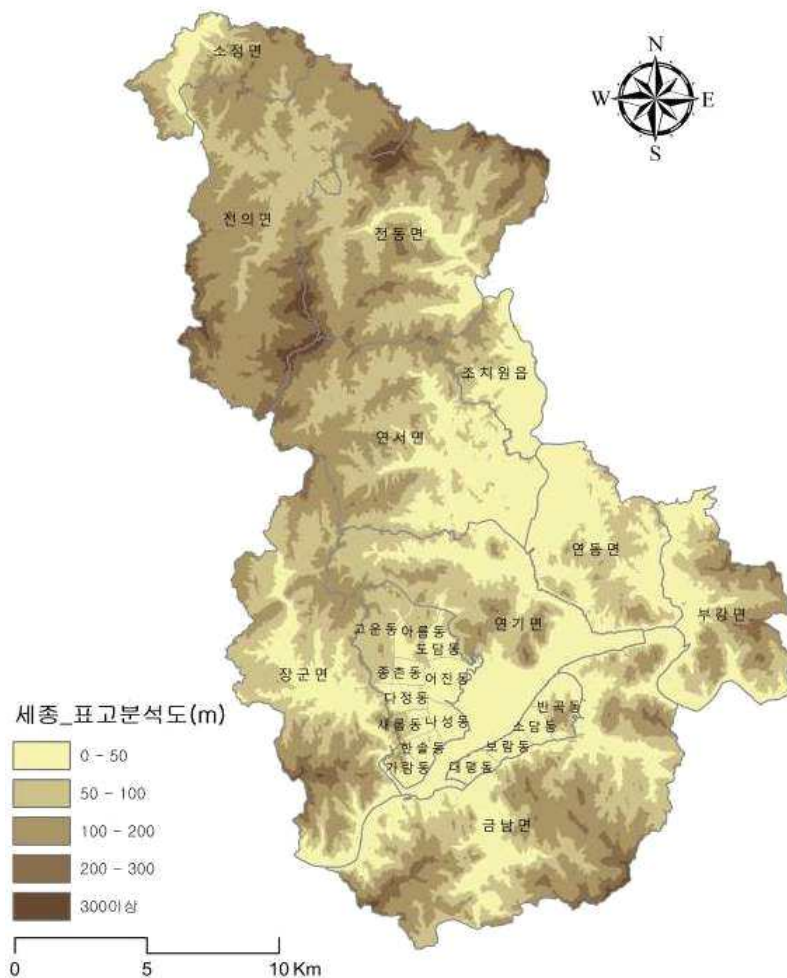 소정면
N
W E
S
전의면
전동면
조치원읍
연서면
연동면
부강면
연기면
고운동 아름동
도담동
장군면
종촌동 어진동
다정동
반곡동
새롬동 나성동
소담동
한솔동
보람동
가람동 대평동
금남면
세종_표고분석도(m)
0 - 50
50 - 100
100 - 200
200 - 300
300이상
0 5 10 Km